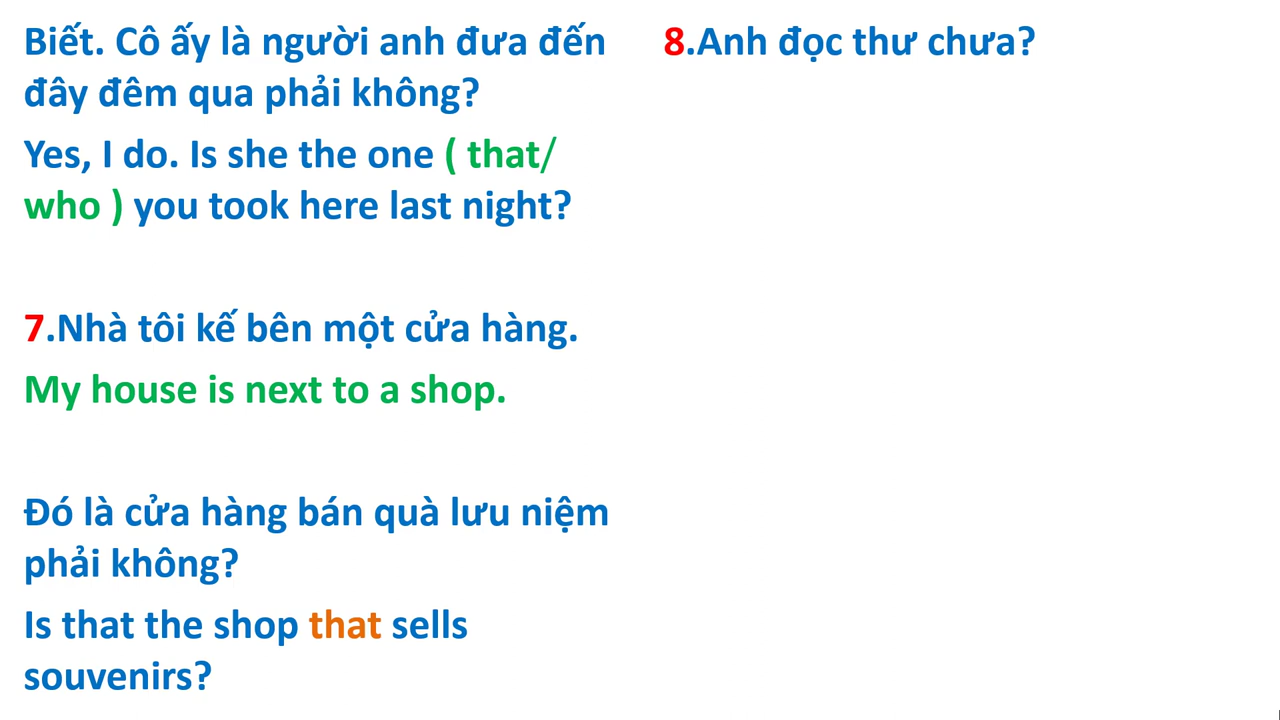 Biết. Cô ấy là người anh đưa đến
đây đêm qua phải không?
Yes, I do. Is she the one ( that/
who ) you took here last night?
7.Nhà tôi kế bên một cửa hàng.
My house is next to a shop.
Đó là cửa hàng bán quà lưu niệm
phải không?
Is that the shop that sells
souvenirs?
8.Anh đọc thư chưa?